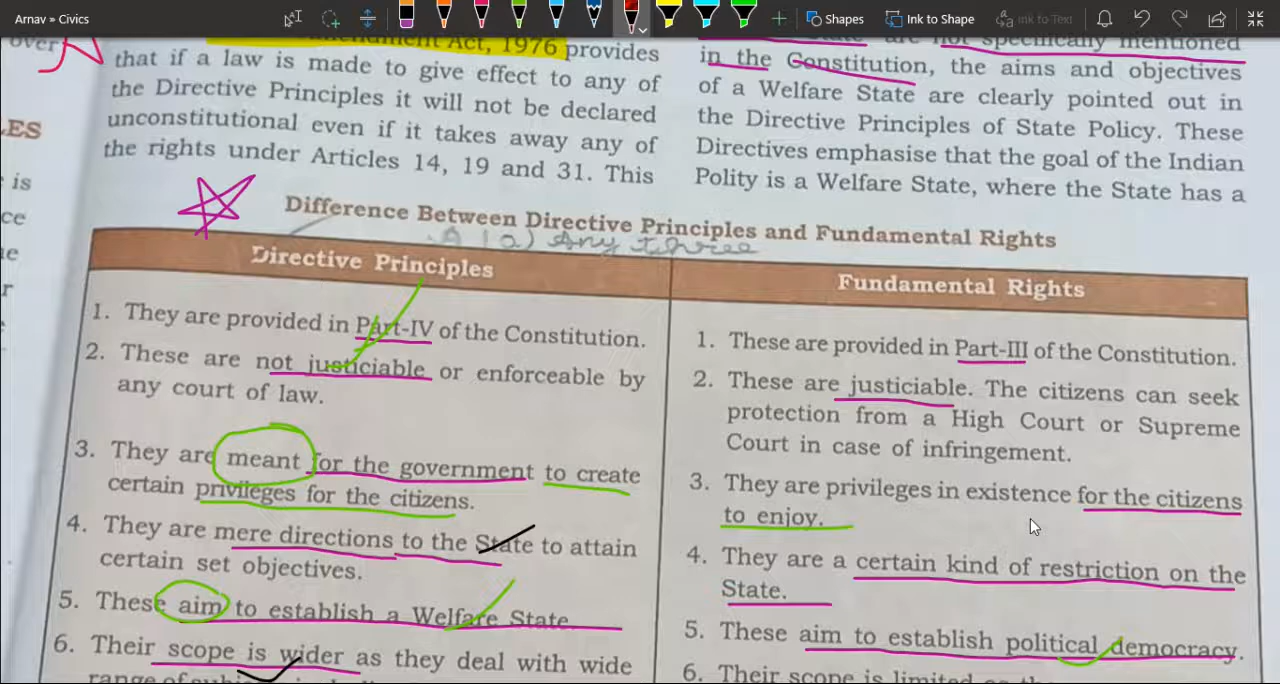 Arnav » Civics
Shapes
Ink to Shape
Ink to Text
over
Act, 1976 provides
that if a law is made to give effect to any of
the Directive Principles it will not be declared
unconstitutional even if it takes away any of
the rights under Articles 14, 19 and 31. This
not specifically mentioned
in the Constitution, the aims and objectives
of a Welfare State are clearly pointed out in
the Directive Principles of State Policy. These
Directives emphasise that the goal of the Indian
Polity is a Welfare State, where the State has a
LES
is
ce
e
r
Difference Between Directive Principles and Fundamental Rights
(a) Any three
Directive Principles
1. They are provided in Part-IV of the Constitution.
2. These are not justiciable or enforceable by
any court of law.
3. They are meant for the government to create
certain privileges for the citizens.
4. They are mere directions to the State to attain
certain set objectives.
5. These aim to establish a Welfare State.
6. Their scope is wider as they deal with wide
Fundamental Rights
1. These are provided in Part-III of the Constitution.
2. These are justiciable. The citizens can seek
protection from a High Court or Supreme
Court in case of infringement.
3. They are privileges in existence for the citizens
to enjoy.
4. They are a certain kind of restriction on the
State.
5. These aim to establish political democracy.
6. Their scope is limited